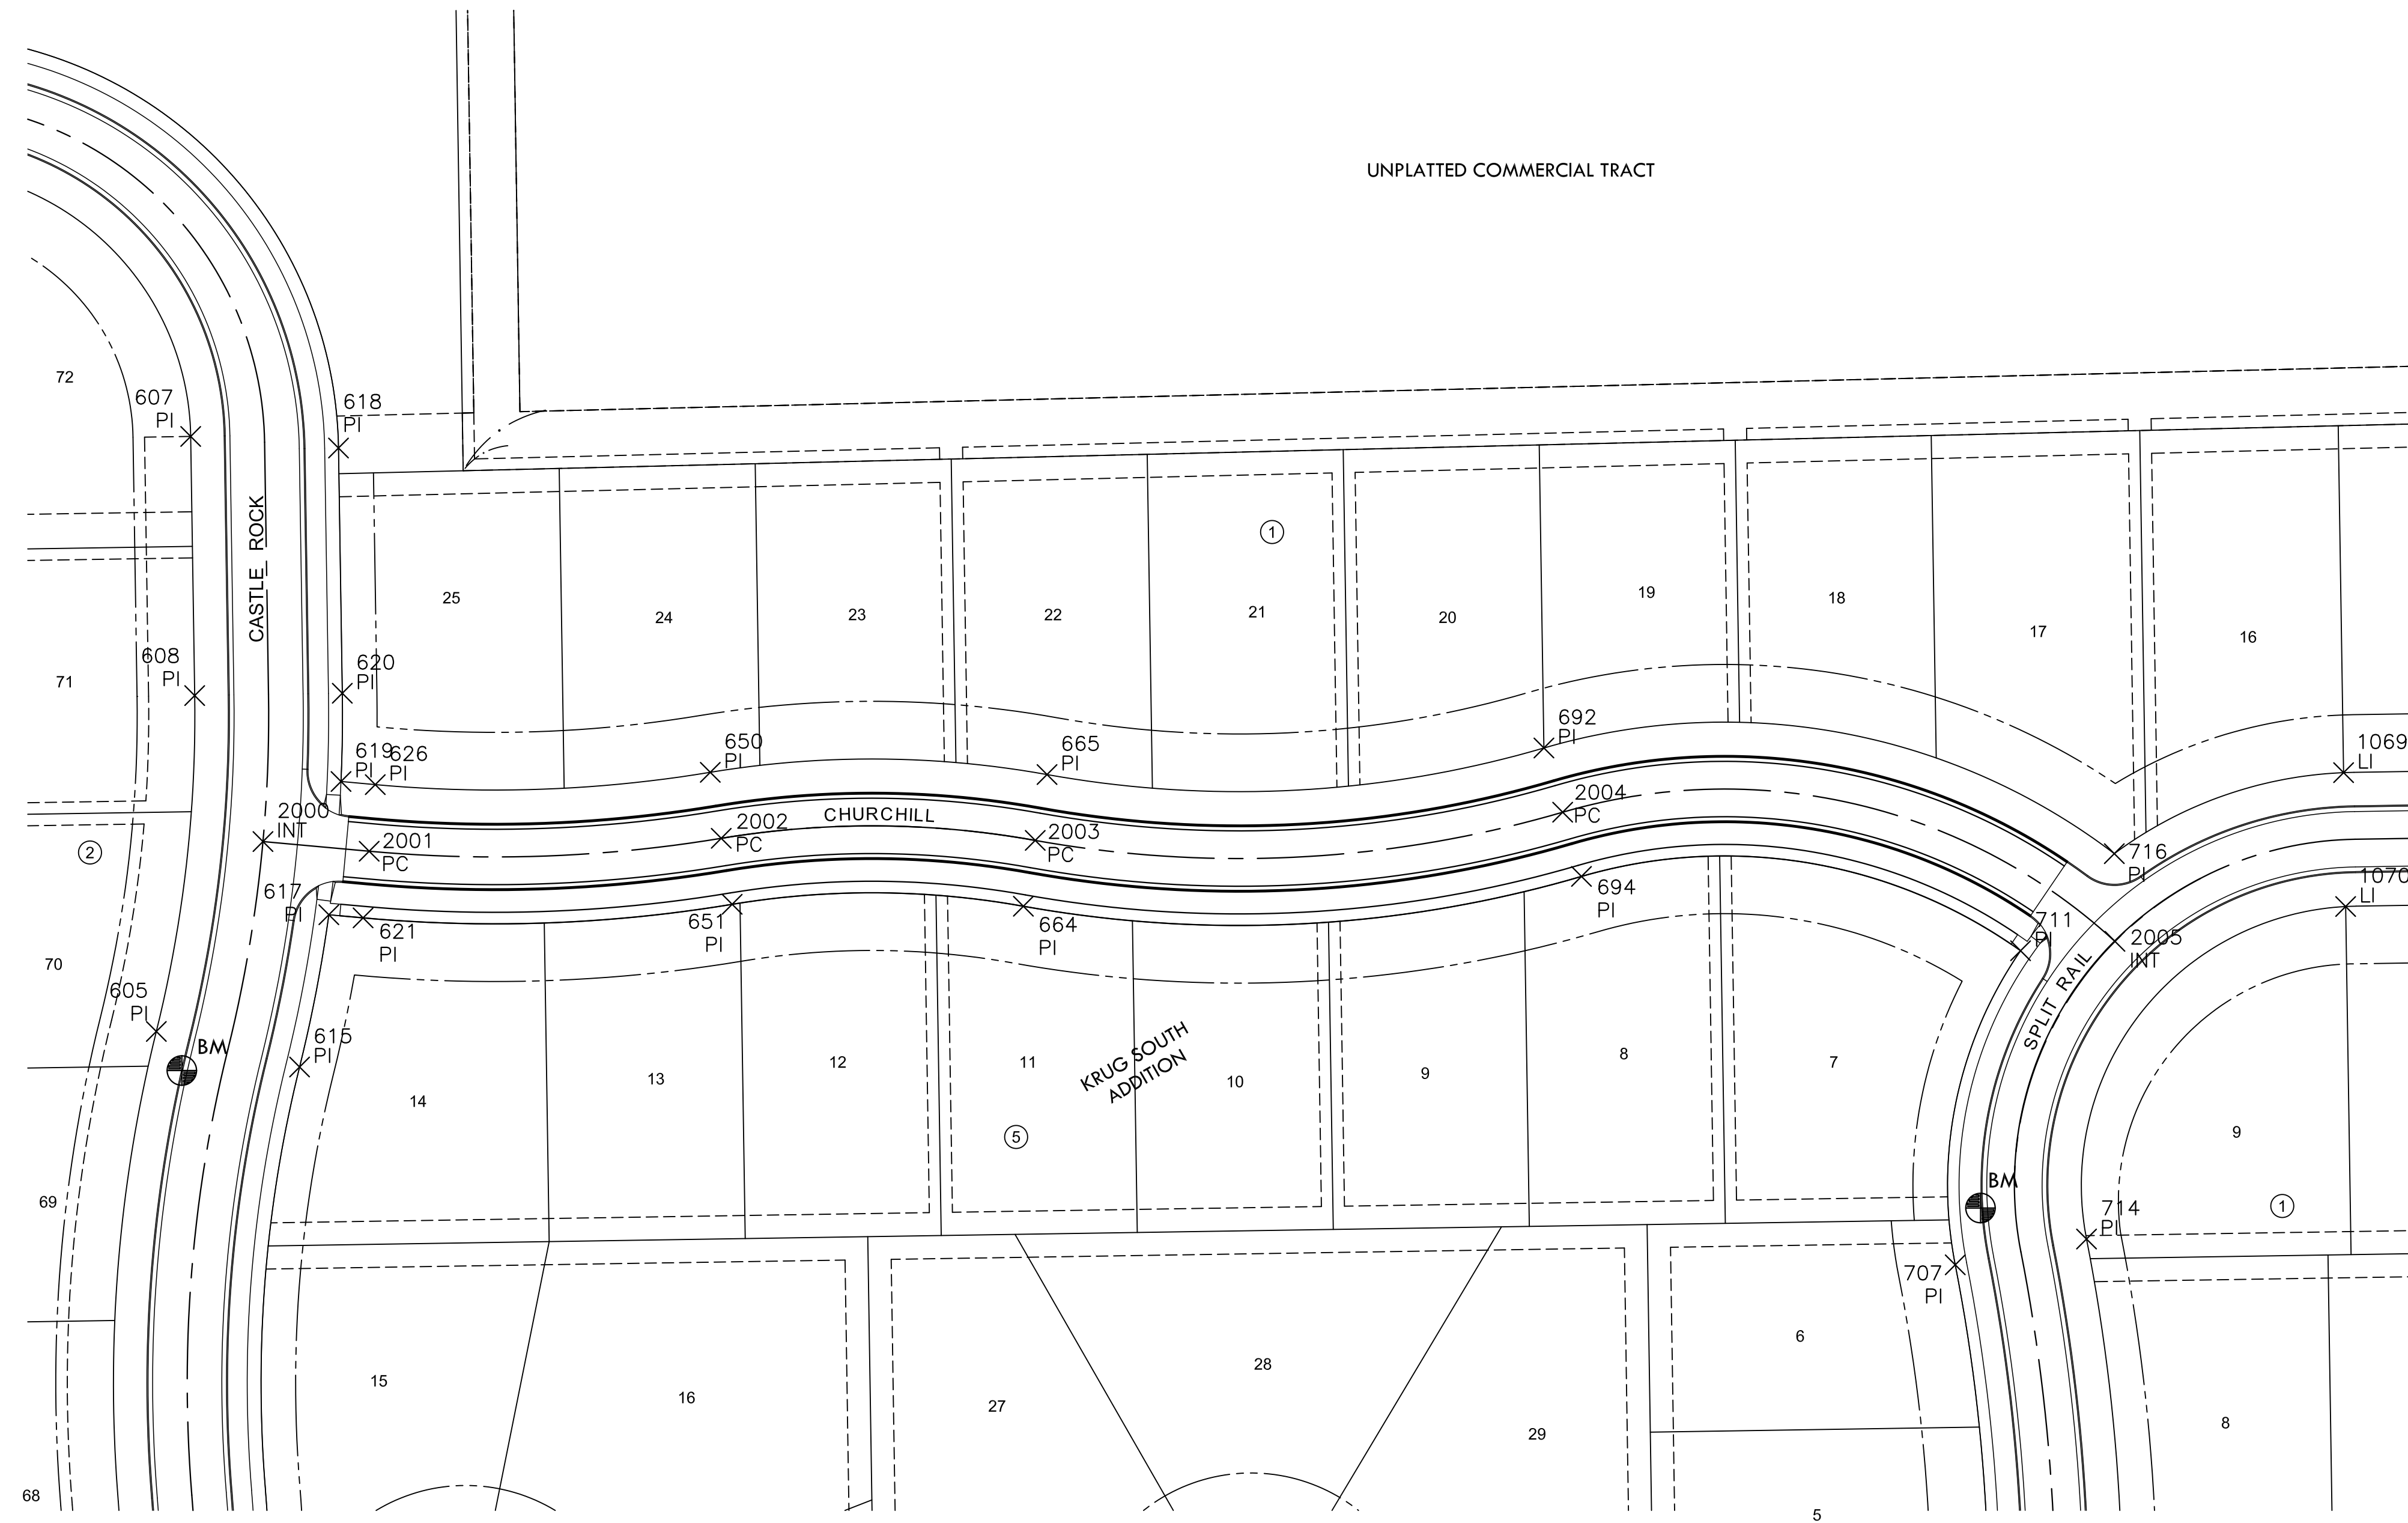 UNPLATTED COMMERCIAL TRACT
72
607
PI
618
PI
CASTLE ROCK
1
25
24
23
22
21
20
19
18
17
16
71
608
PI
620
PI
619
PI
626
PI
650
PI
665
PI
692
PI
1069
LI
2
2000
INT
2001
PC
2002
PC
CHURCHILL
2003
PC
2004
PC
716
PI
617
PI
621
PI
651
PI
664
PI
694
PI
711
PI
2005
INT
1070
LI
70
605
PI
BM
615
PI
SPLIT RAIL
14
13
12
11
KRUG SOUTH
ADDITION
10
9
8
7
9
5
69
BM
714
PI
1
707
PI
15
16
27
28
29
6
8
68
5